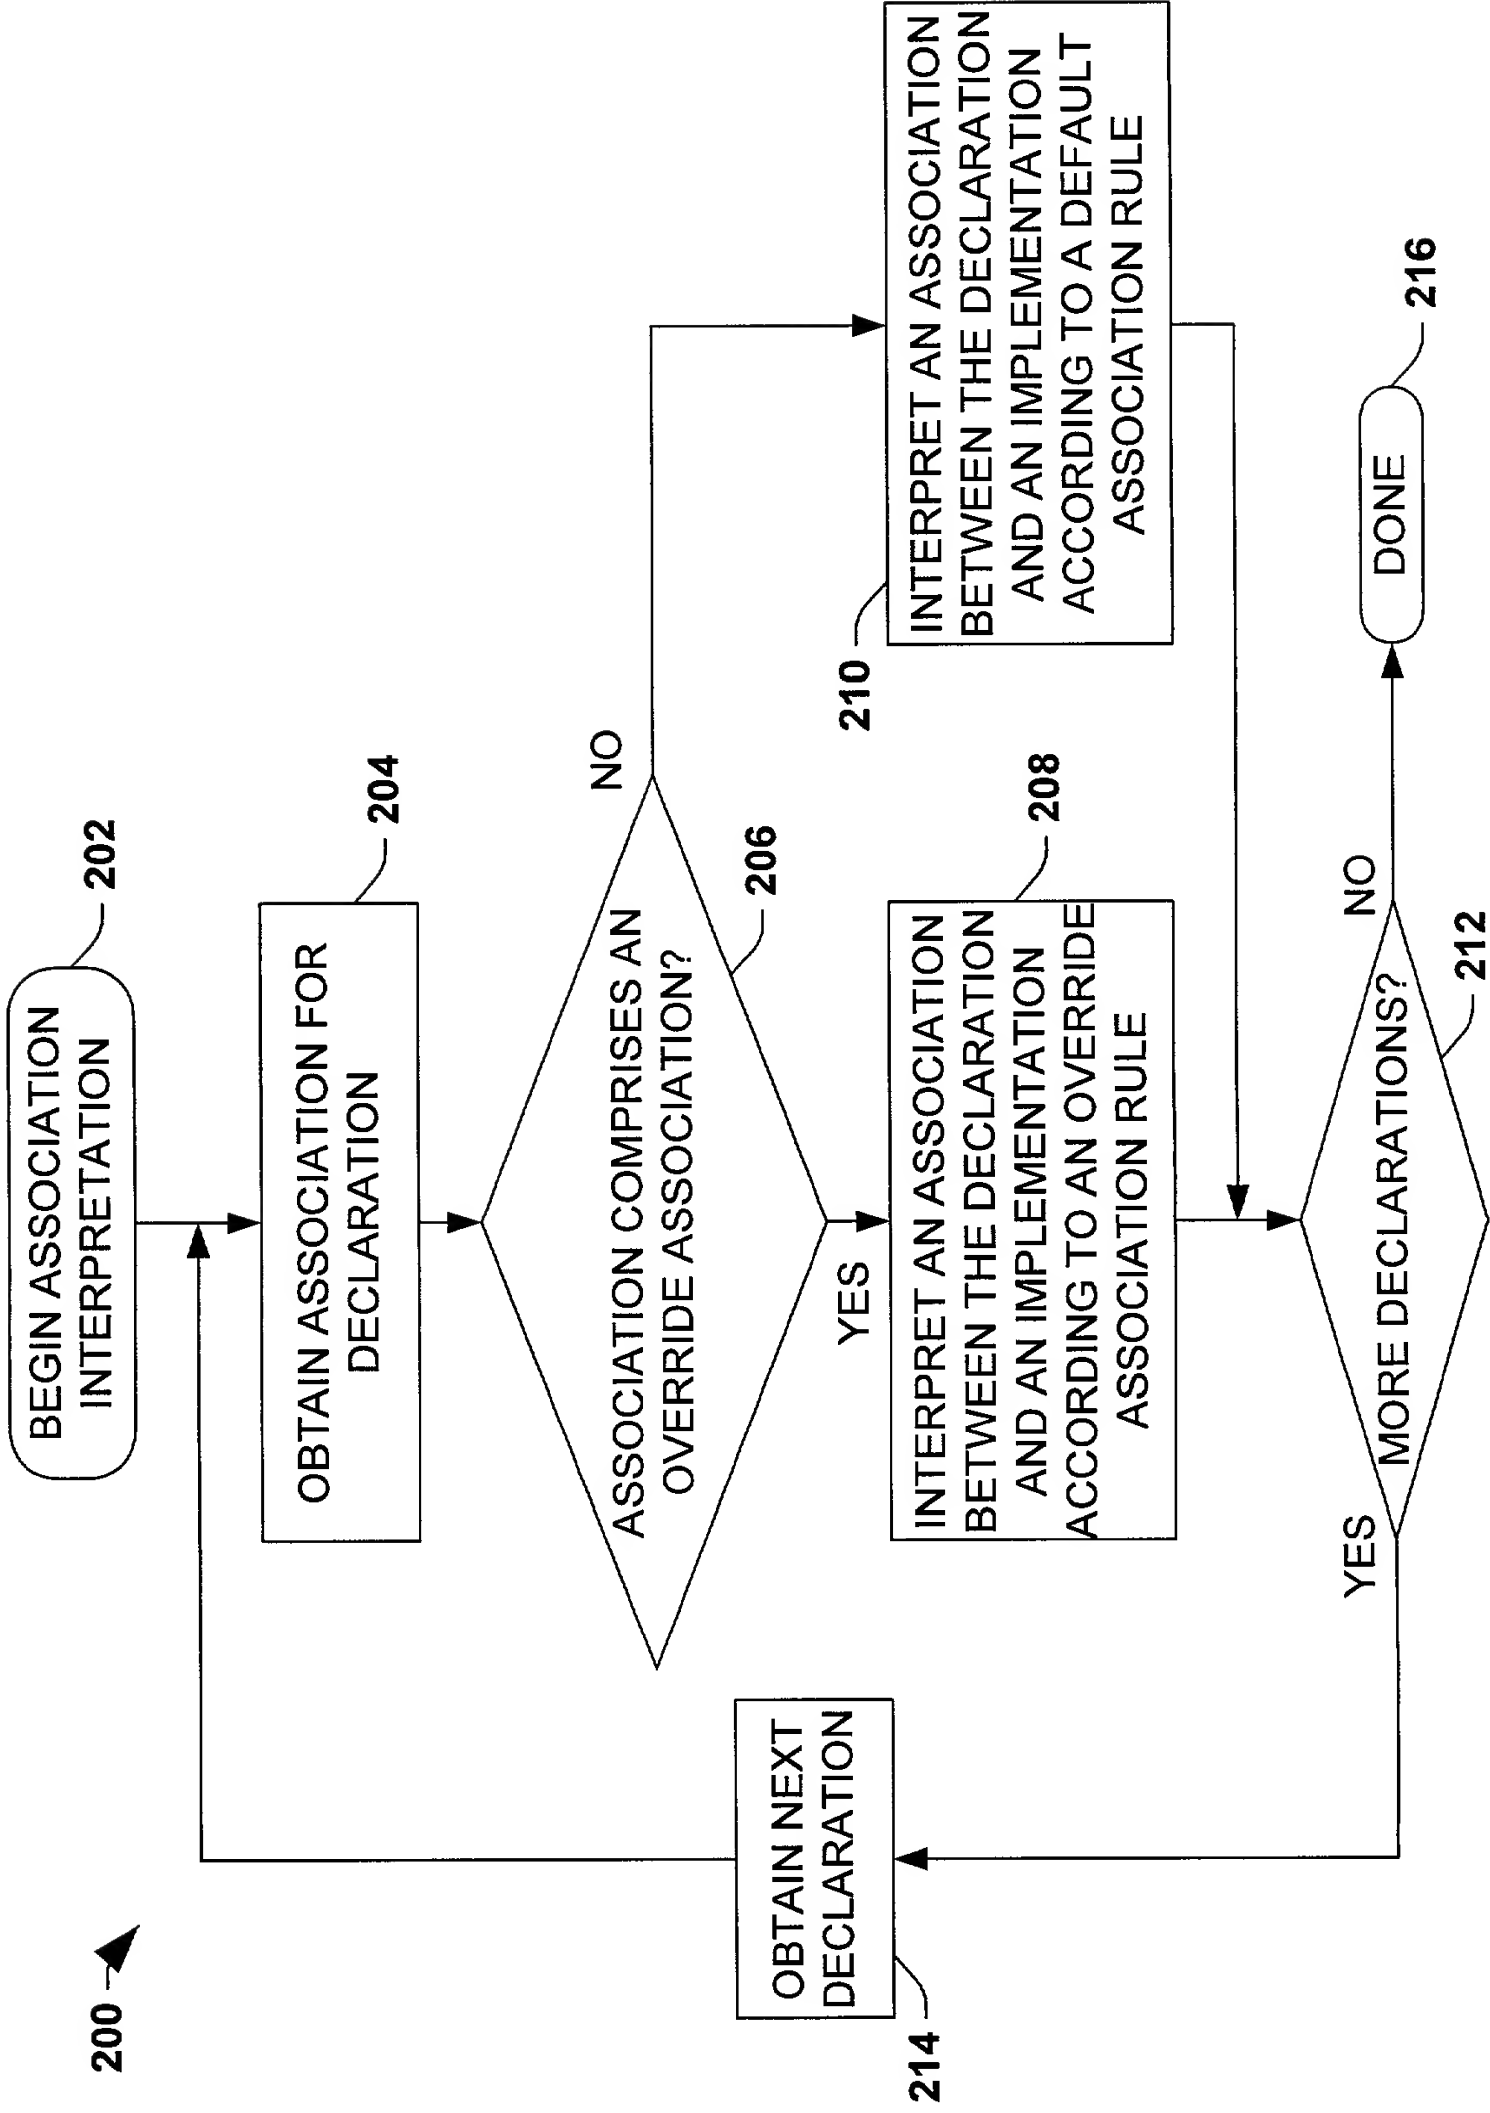 200
BEGIN ASSOCIATION
INTERPRETATION
202
OBTAIN ASSOCIATION FOR
DECLARATION
204
ASSOCIATION COMPRISES AN
OVERRIDE ASSOCIATION?
206
NO
YES
OBTAIN NEXT
DECLARATION
214
INTERPRET AN ASSOCIATION
BETWEEN THE DECLARATION
AND AN IMPLEMENTATION
ACCORDING TO AN OVERRIDE
ASSOCIATION RULE
208
210
INTERPRET AN ASSOCIATION
BETWEEN THE DECLARATION
AND AN IMPLEMENTATION
ACCORDING TO A DEFAULT
ASSOCIATION RULE
YES
MORE DECLARATIONS?
212
NO
DONE
216